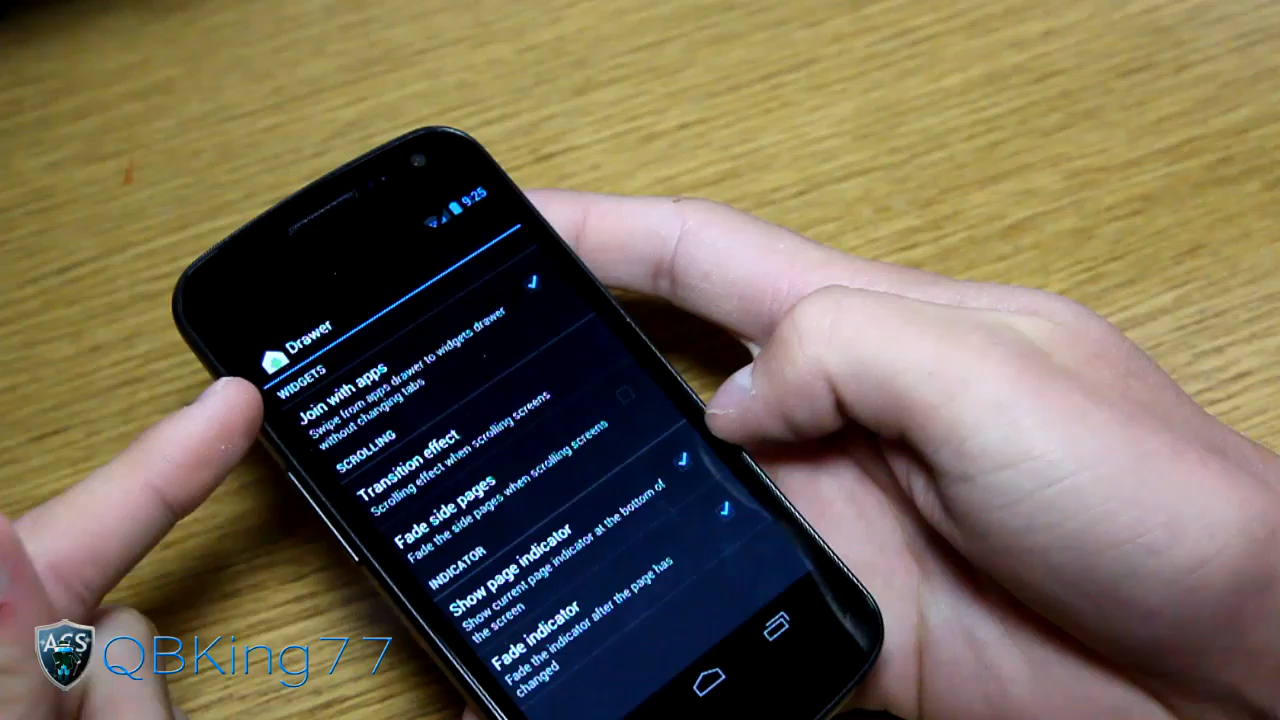 9:25
Drawer
WIDGETS
Join with apps
Swipe from apps drawer to widgets drawer
without changing tabs
SCROLLING
Transition effect
Scrolling effect when scrolling screens
Fade side pages
Fade the side pages when scrolling screens
INDICATOR
Show page indicator
Show current page indicator at the bottom of
the screen
Fade indicator
Fade the indicator after the page has
changed
ACS
QBKing77